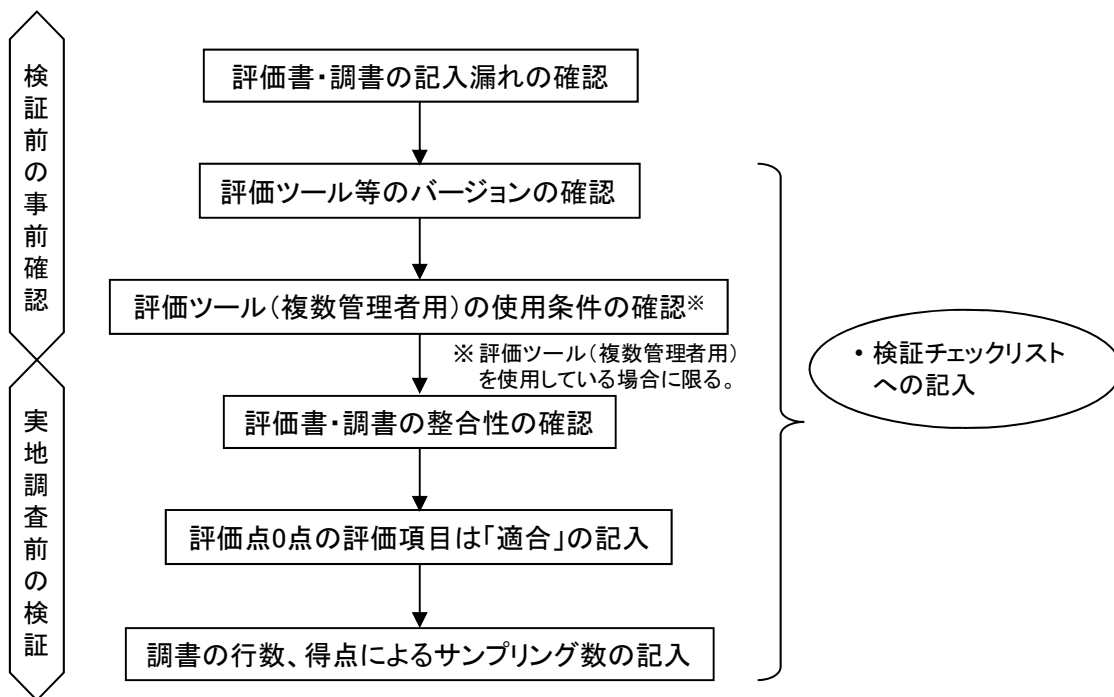 検証前の事前確認
評価書・調書の記入漏れの確認
評価ツール等のバージョンの確認
評価ツール(複数管理者用)の使用条件の確認※
※ 評価ツール(複数管理者用)
を使用している場合に限る。
・検証チェックリスト
への記入
実地調査前の検証
評価書・調書の整合性の確認
評価点0点の評価項目は「適合」の記入
調書の行数、得点によるサンプリング数の記入